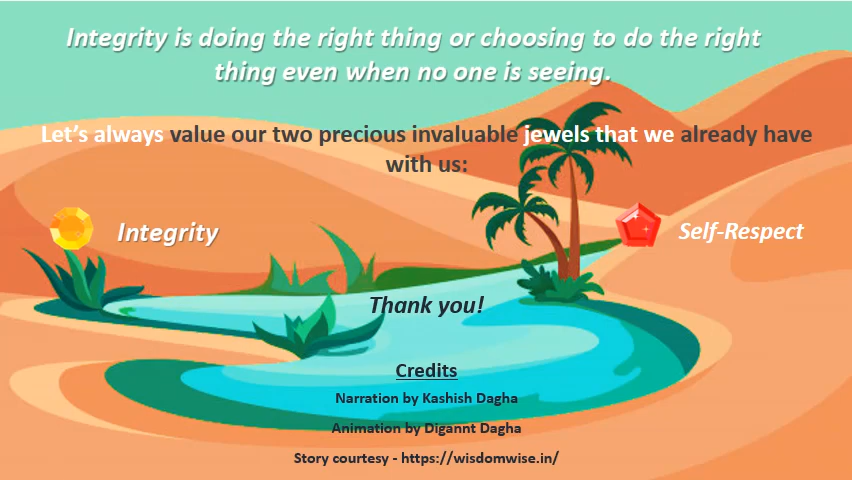 Integrity is doing the right thing or choosing to do the right
thing even when no one is seeing.
Let's always value our two precious invaluable jewels that we already have
with us:
Integrity
Self-Respect
Thank you!
Credits
Narration by Kashish Dagha
Animation by Digannt Dagha
Story courtesy - https://wisdomwise.in/